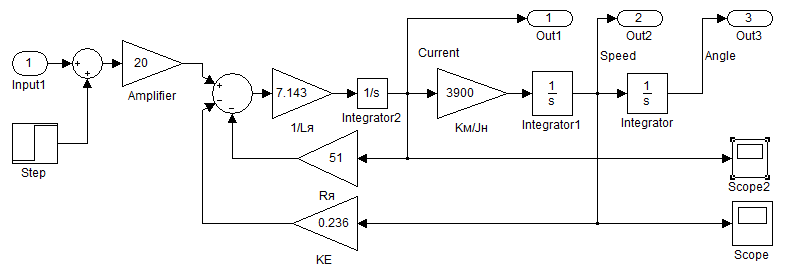 1
Out1
2
Out2
3
Out3
Current
Speed
Angle
1
Input1
+
+
20
Amplifier
+
−
−
7.143
1/Lя
1/s
Integrator2
3900
Kм/Jн
1
s
Integrator1
1
s
Integrator
Step
51
Rя
Scope2
0.236
KE
Scope